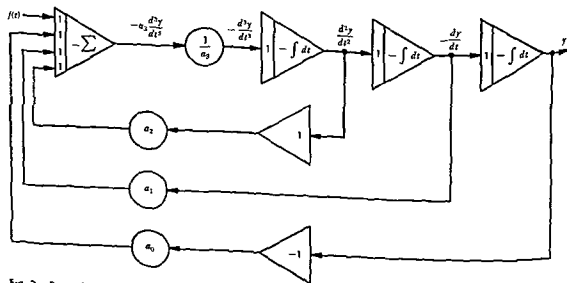 f(t)
1
1
1
1
-∑
-a₃ d³y/dt³
1/a₃
-d³y/dt³
1
-∫ dt
d²y/dt²
1
-∫ dt
-dy/dt
1
-∫ dt
y
a₂
1
a₁
a₀
-1